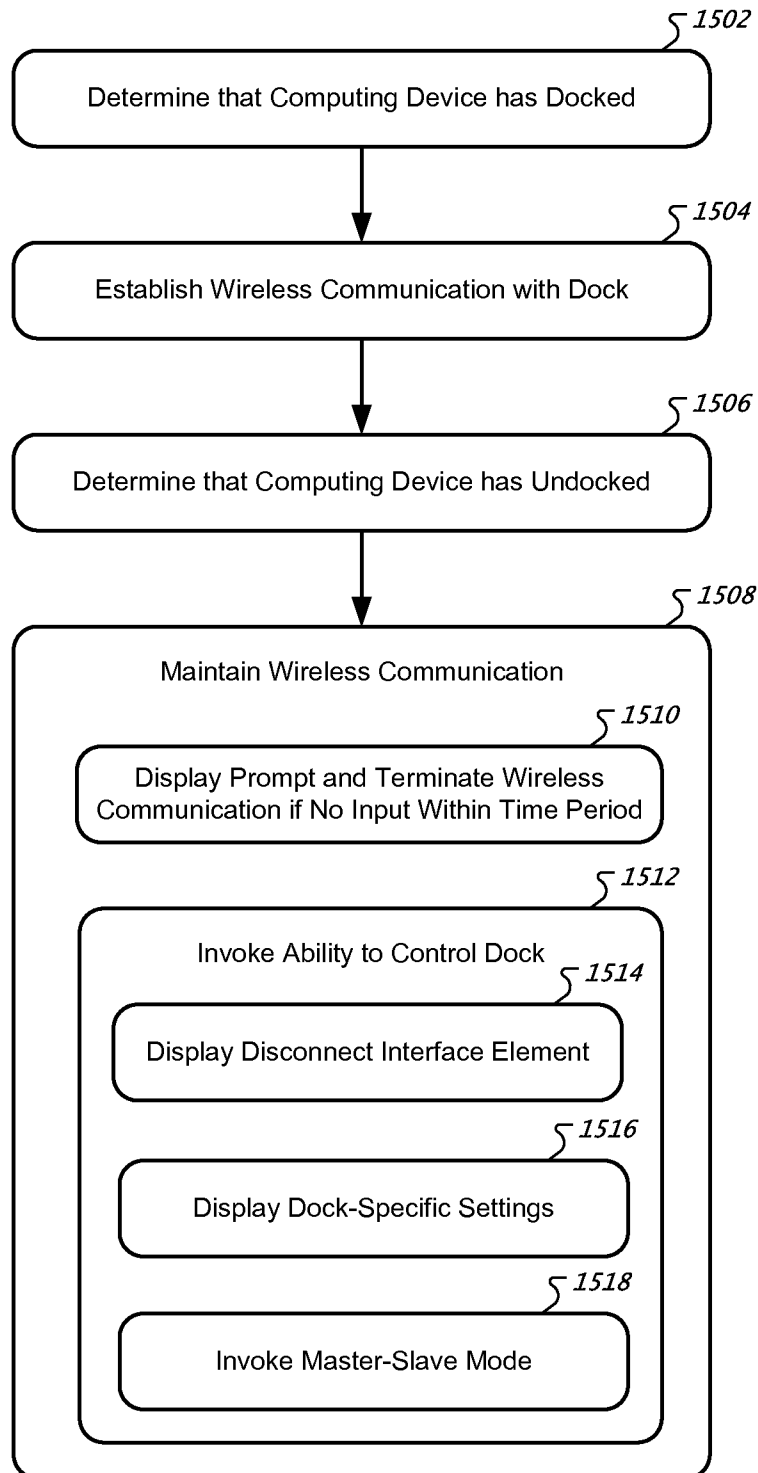 1502
Determine that Computing Device has Docked
1504
Establish Wireless Communication with Dock
1506
Determine that Computing Device has Undocked
1508
Maintain Wireless Communication
1510
Display Prompt and Terminate Wireless
Communication if No Input Within Time Period
1512
Invoke Ability to Control Dock
1514
Display Disconnect Interface Element
1516
Display Dock-Specific Settings
1518
Invoke Master-Slave Mode